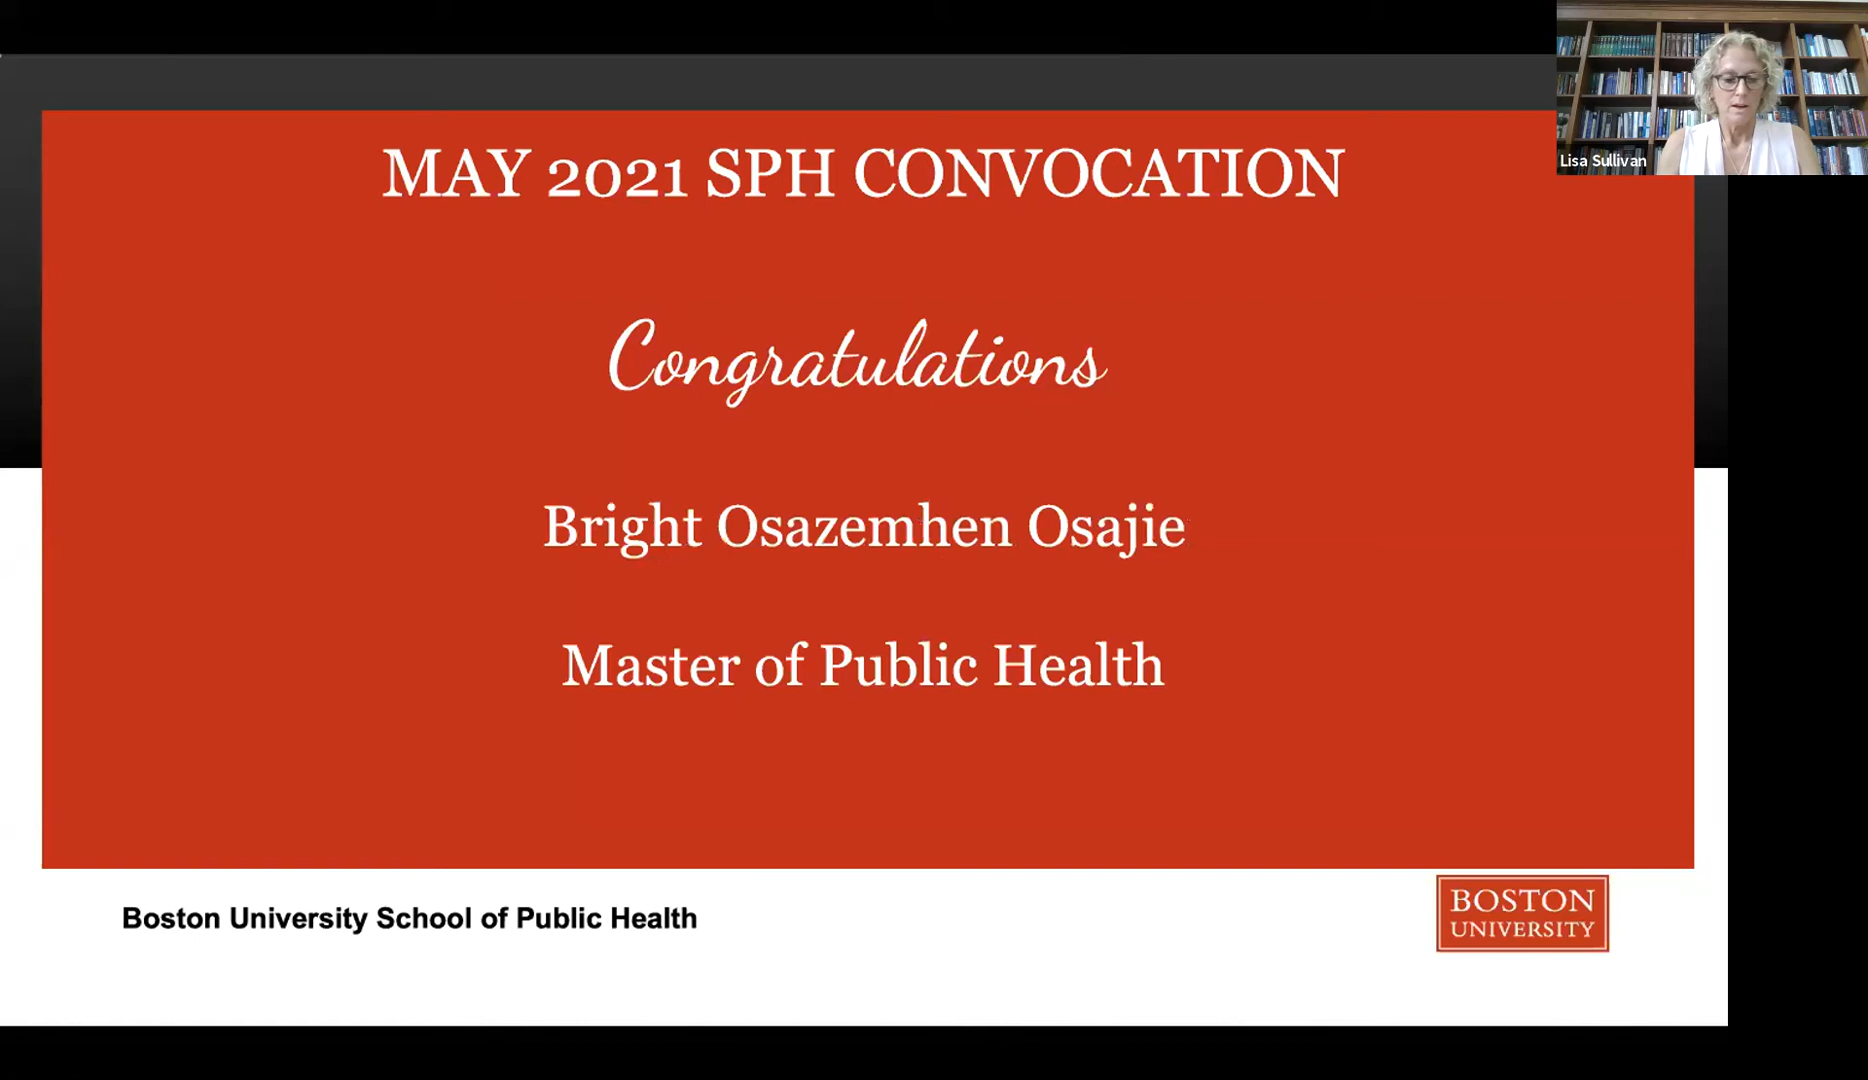 Lisa Sullivan
MAY 2021 SPH CONVOCATION
Congratulations
Bright Osazemhen Osajie
Master of Public Health
Boston University School of Public Health
BOSTON
UNIVERSITY